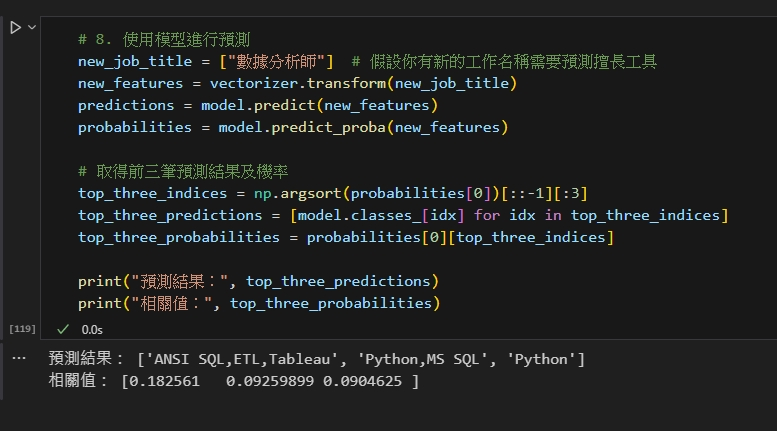 # 8. 使用模型進行預測
new_job_title = ["數據分析師"]  # 假設你有新的工作名稱需要預測擅長工具
new_features = vectorizer.transform(new_job_title)
predictions = model.predict(new_features)
probabilities = model.predict_proba(new_features)
# 取得前三筆預測結果及機率
top_three_indices = np.argsort(probabilities[0])[::-1][:3]
top_three_predictions = [model.classes_[idx] for idx in top_three_indices]
top_three_probabilities = probabilities[0][top_three_indices]
print("預測結果：", top_three_predictions)
print("相關值：", top_three_probabilities)
[119] ✓ 0.0s
預測結果： ['ANSI SQL,ETL,Tableau', 'Python,MS SQL', 'Python']
相關值： [0.182561   0.09259899 0.0904625 ]